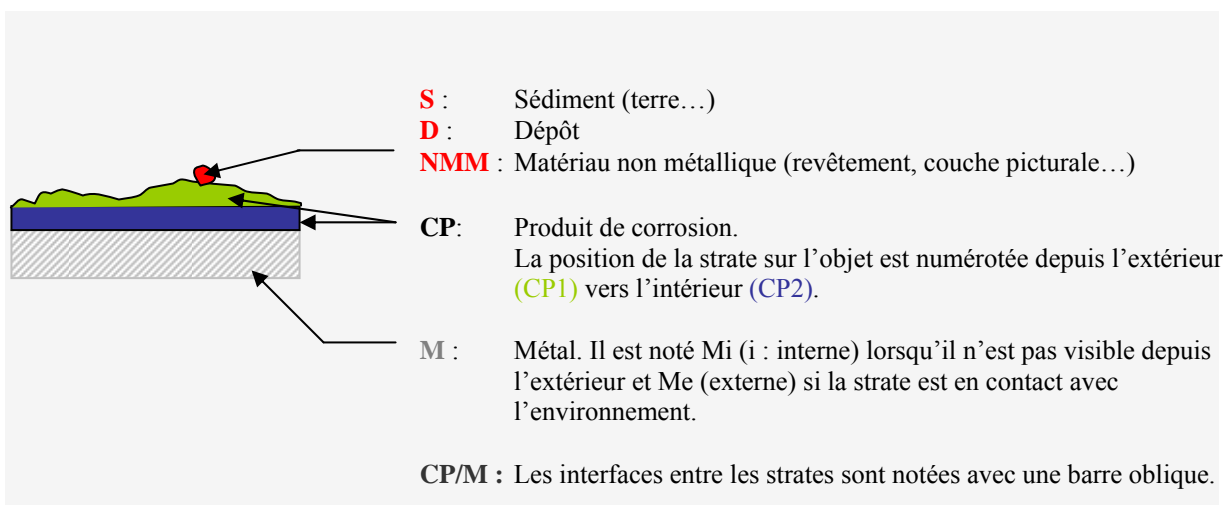 S : Sédiment (terre…)
D : Dépôt
NMM : Matériau non métallique (revêtement, couche picturale…)
CP: Produit de corrosion.
La position de la strate sur l’objet est numérotée depuis l’extérieur
(CP1) vers l’intérieur (CP2).
M : Métal. Il est noté Mi (i : interne) lorsqu’il n’est pas visible depuis
l’extérieur et Me (externe) si la strate est en contact avec
l’environnement.
CP/M : Les interfaces entre les strates sont notées avec une barre oblique.